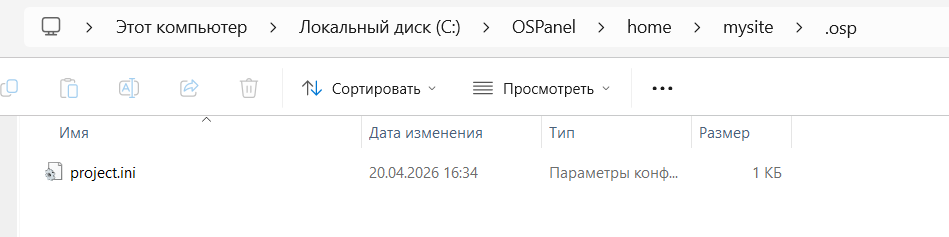 Этот компьютер > Локальный диск (C:) > OSPanel > home > mysite > .osp
Сортировать Просмотреть •••
Имя Дата изменения Тип Размер
project.ini 20.04.2026 16:34 Параметры конф... 1 КБ